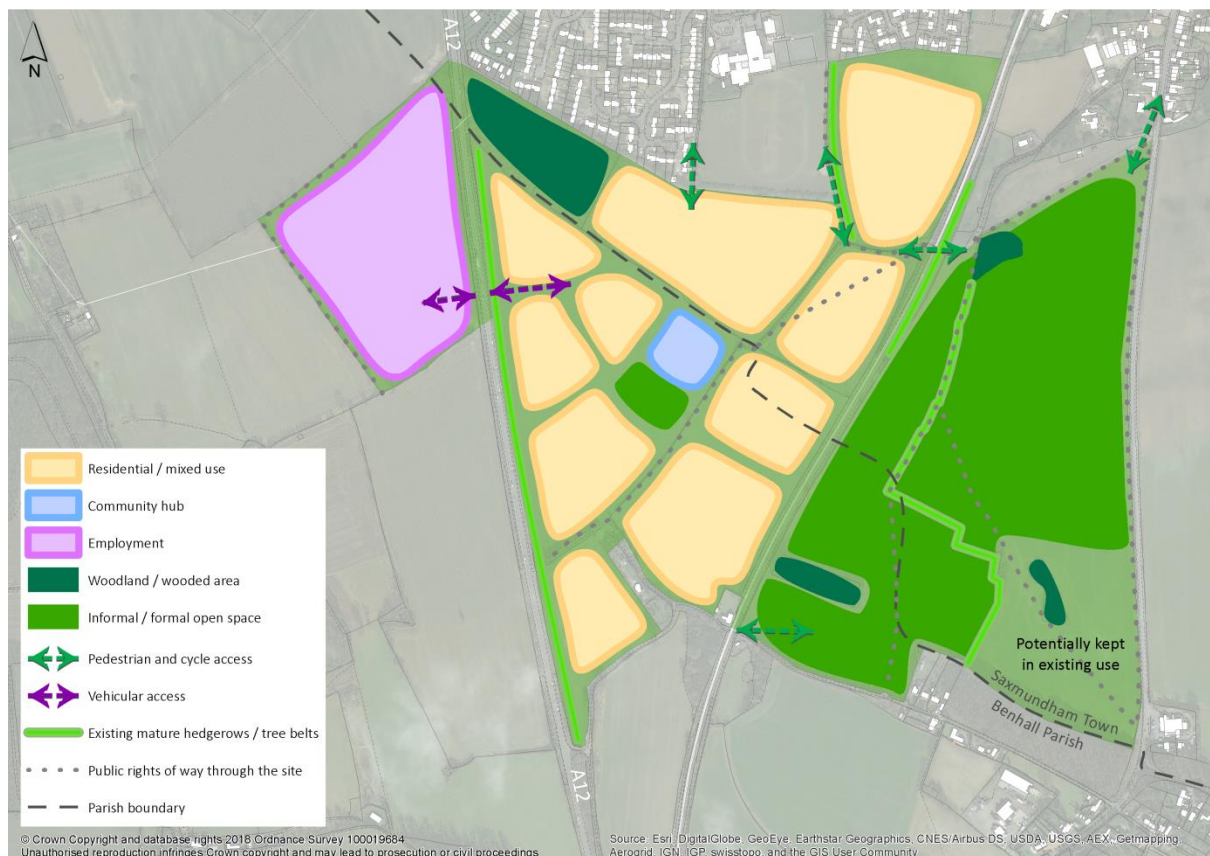 A12
N
Residential / mixed use
Community hub
Employment
Woodland / wooded area
Informal / formal open space
Pedestrian and cycle access
Vehicular access
Existing mature hedgerows / tree belts
Public rights of way through the site
Parish boundary
Potentially kept
in existing use
Saxmundham Town
Benhall Parish
A12
© Crown Copyright and database rights 2018 Ordnance Survey 100019684
Unauthorised reproduction infringes Crown copyright and may lead to prosecution or civil proceedings
Source: Esri, DigitalGlobe, GeoEye, Earthstar Geographics, CNES/Airbus DS, USDA, USGS, AEX, Getmapping,
Aerogrid, IGN, IGP, swisstopo, and the GIS User Community